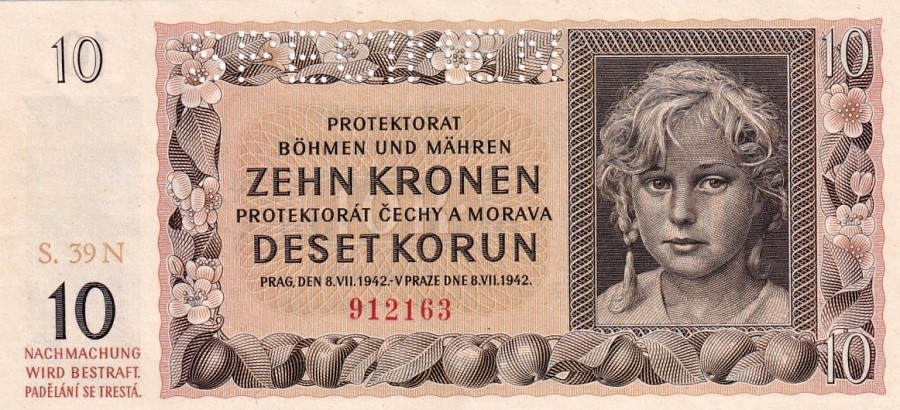 10
10
PROTEKTORAT
BÖHMEN UND MÄHREN
ZEHN KRONEN
PROTEKTORÁT ČECHY A MORAVA
DESET KORUN
PRAG, DEN 8.VII.1942.-V PRAZE DNE 8.VII.1942.
S. 39 N
912163
10
10
NACHMACHUNG
WIRD BESTRAFT.
PADĚLÁNÍ SE TRESTÁ.